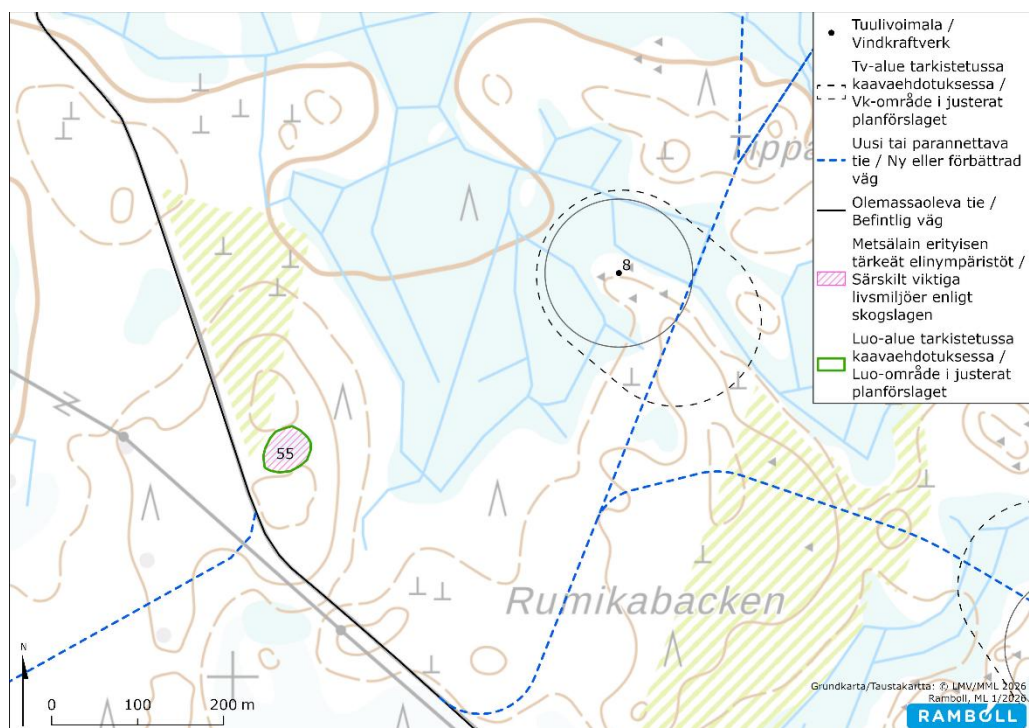 Tuulivoimala /
Vindkraftverk
Tv-alue tarkistetussa
kaavaehdotuksessa /
Vk-område i justerat
planförslaget
Uusi tai parannettava
tie / Ny eller förbättrad
väg
Olemassaoleva tie /
Befintlig väg
Metsälain erityisen
tärkeät elinympäristöt /
Särskilt viktiga
livsmiljöer enligt
skogslagen
Luo-alue tarkistetussa
kaavaehdotuksessa /
Luo-område i justerat
planförslaget
Tippa
8
55
Rumikabacken
N
0 100 200 m
Grundkarta/Taustakartta: © LMV/MML 2026
Ramboll, ML 1/2026
RAMBOLL